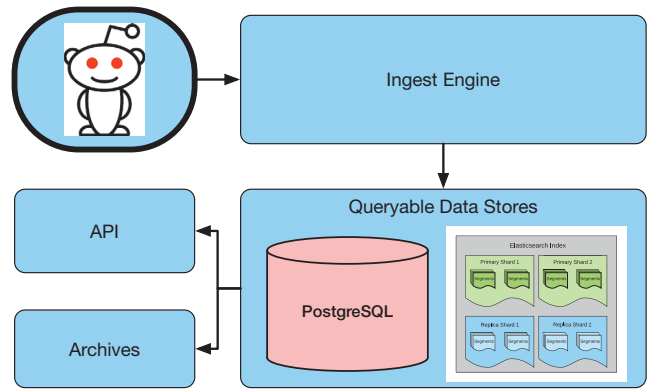 Ingest Engine
Queryable Data Stores
API
Archives
PostgreSQL
Elasticsearch Index
Primary Shard 1
Primary Shard 2
Segments
Segments
Segments
Segments
Replica Shard 1
Replica Shard 2
Segments
Segments
Segments
Segments